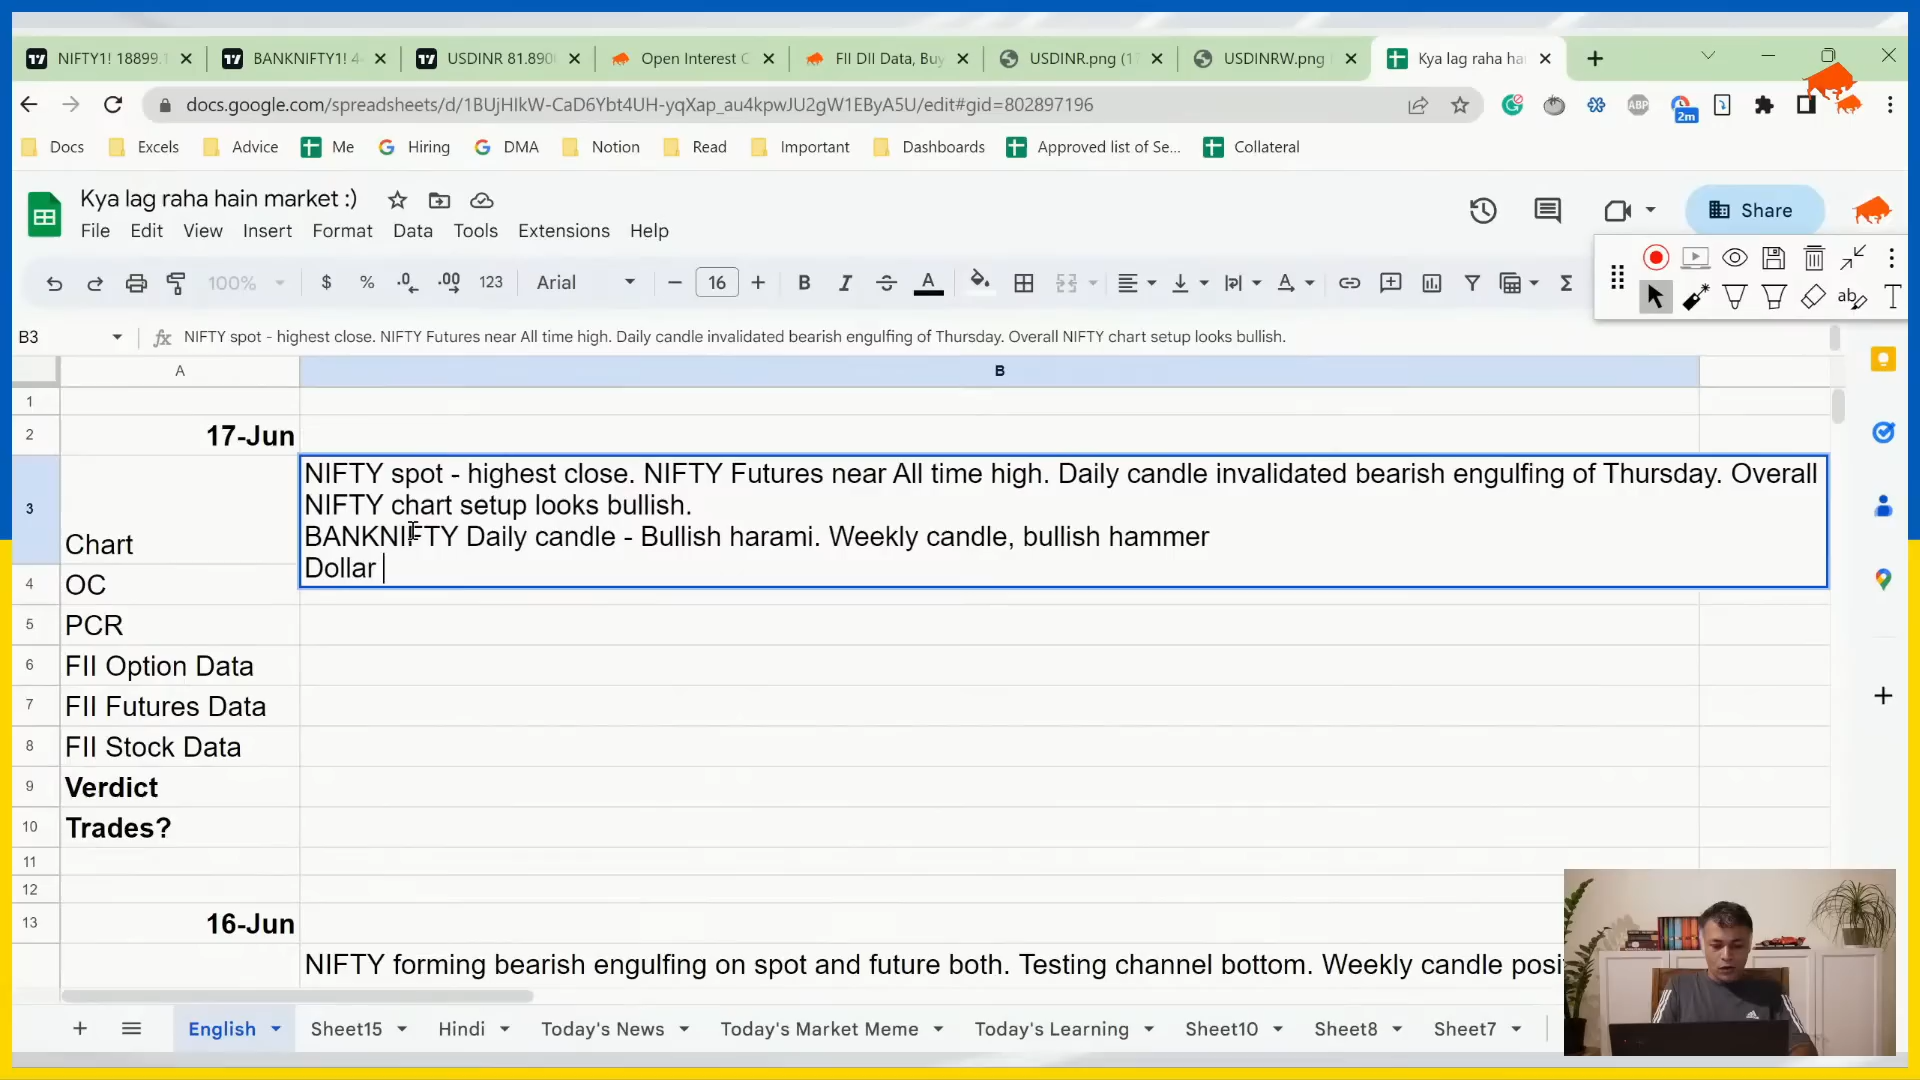 NIFTY1! 18899.1
BANKNIFTY1! 4
USDINR 81.890
Open Interest C
FII DII Data, Buy
USDINR.png (1
USDINRW.png
Kya lag raha ha
docs.google.com/spreadsheets/d/1BUjHlkW-CaD6Ybt4UH-yqXap_au4kpwJU2gW1EByA5U/edit#gid=802897196
ABP
2m
Docs
Excels
Advice
Me
Hiring
DMA
Notion
Read
Important
Dashboards
Approved list of Se...
Collateral
Kya lag raha hain market :)
Share
File Edit View Insert Format Data Tools Extensions Help
100% $ % .0 .00 123 Arial 16 B I A
B3
fx NIFTY spot - highest close. NIFTY Futures near All time high. Daily candle invalidated bearish engulfing of Thursday. Overall NIFTY chart setup looks bullish.
A B
1
2 17-Jun
3 Chart
NIFTY spot - highest close. NIFTY Futures near All time high. Daily candle invalidated bearish engulfing of Thursday. Overall
NIFTY chart setup looks bullish.
BANKNIFTY Daily candle - Bullish harami. Weekly candle, bullish hammer
Dollar
4 OC
5 PCR
6 FII Option Data
7 FII Futures Data
8 FII Stock Data
9 Verdict
10 Trades?
11
12
13 16-Jun
NIFTY forming bearish engulfing on spot and future both. Testing channel bottom. Weekly candle posi
English
Sheet15
Hindi
Today's News
Today's Market Meme
Today's Learning
Sheet10
Sheet8
Sheet7